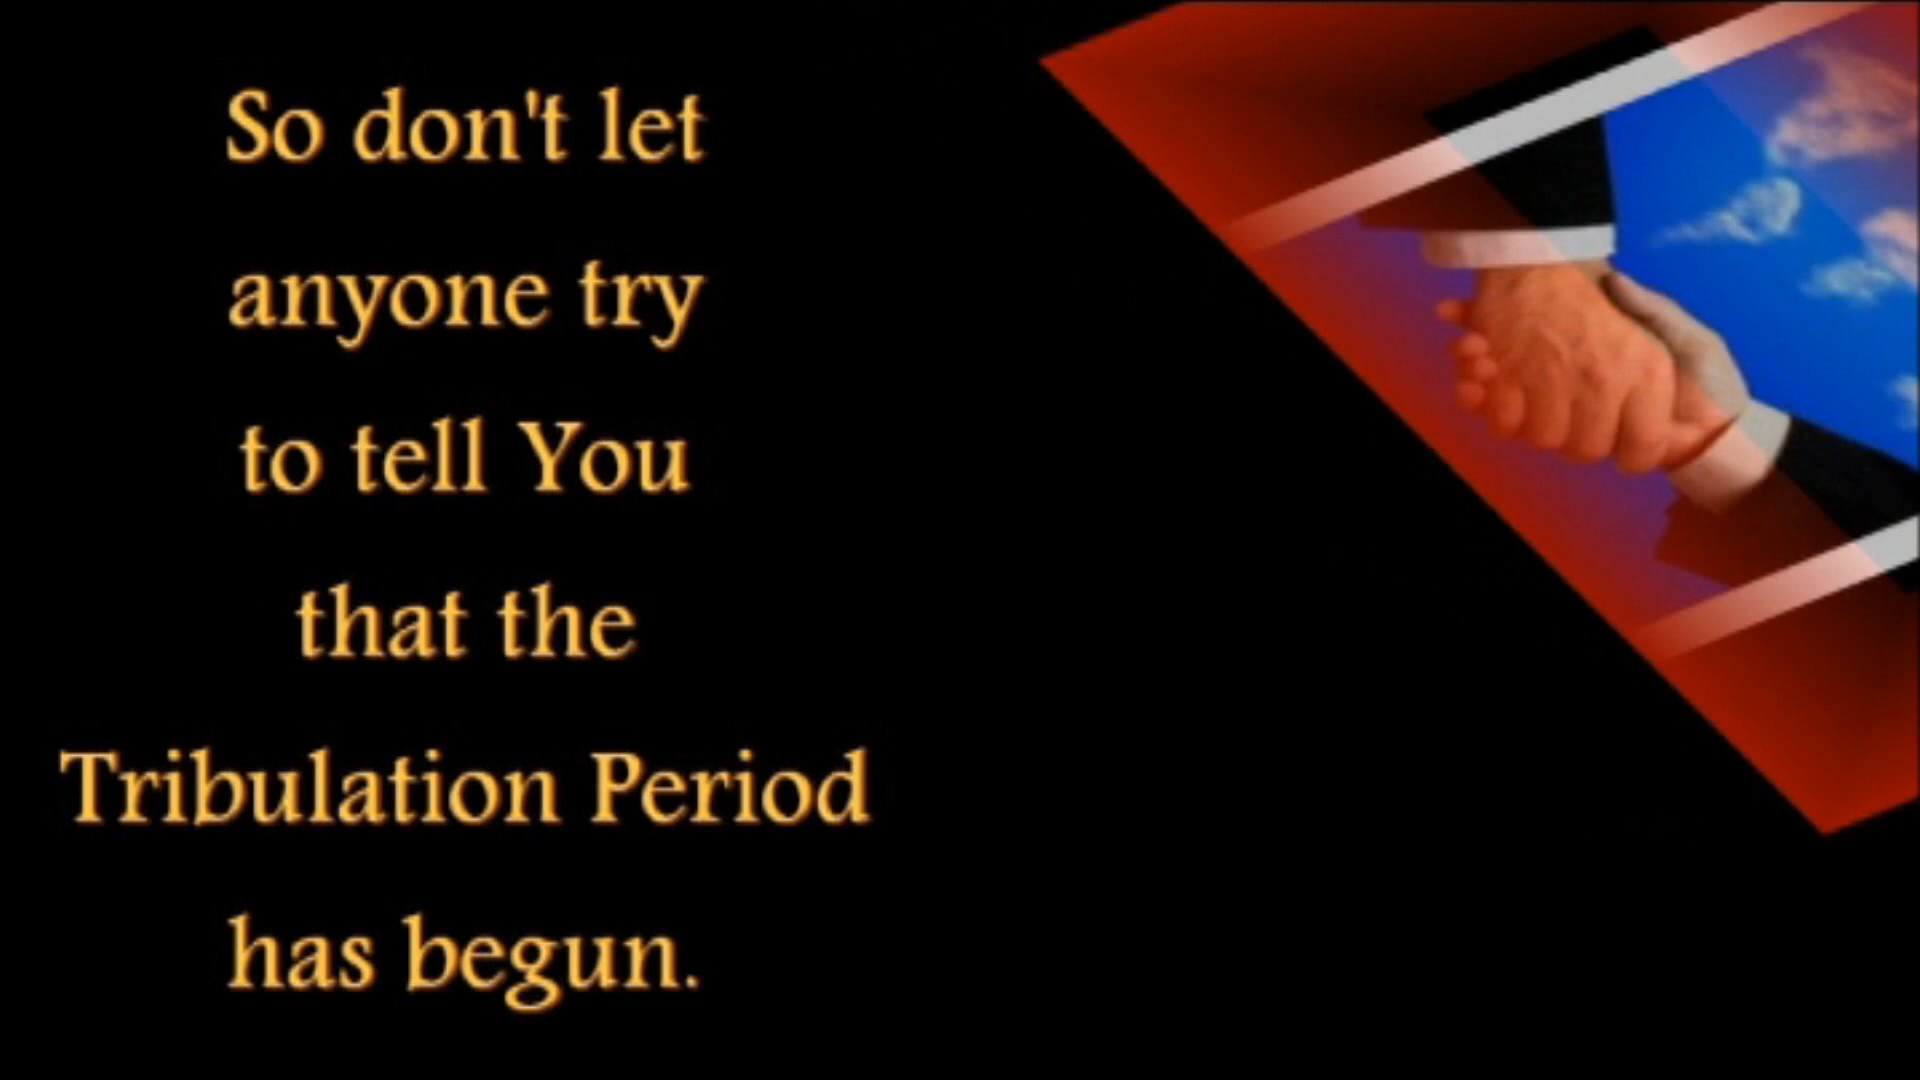 So don't let
anyone try
to tell You
that the
Tribulation Period
has begun.